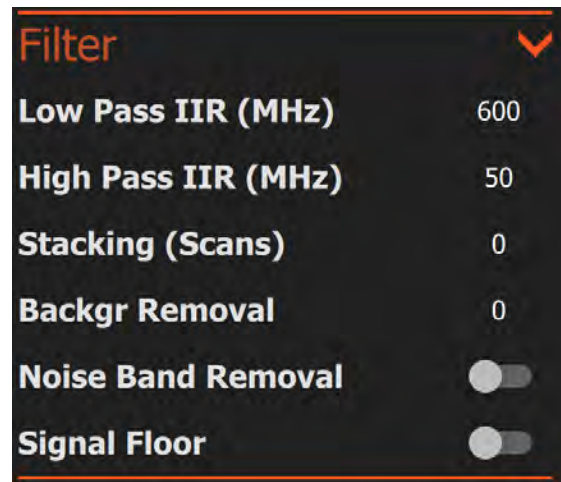 Filter
Low Pass IIR (MHz) 600
High Pass IIR (MHz) 50
Stacking (Scans) 0
Backgr Removal 0
Noise Band Removal
Signal Floor